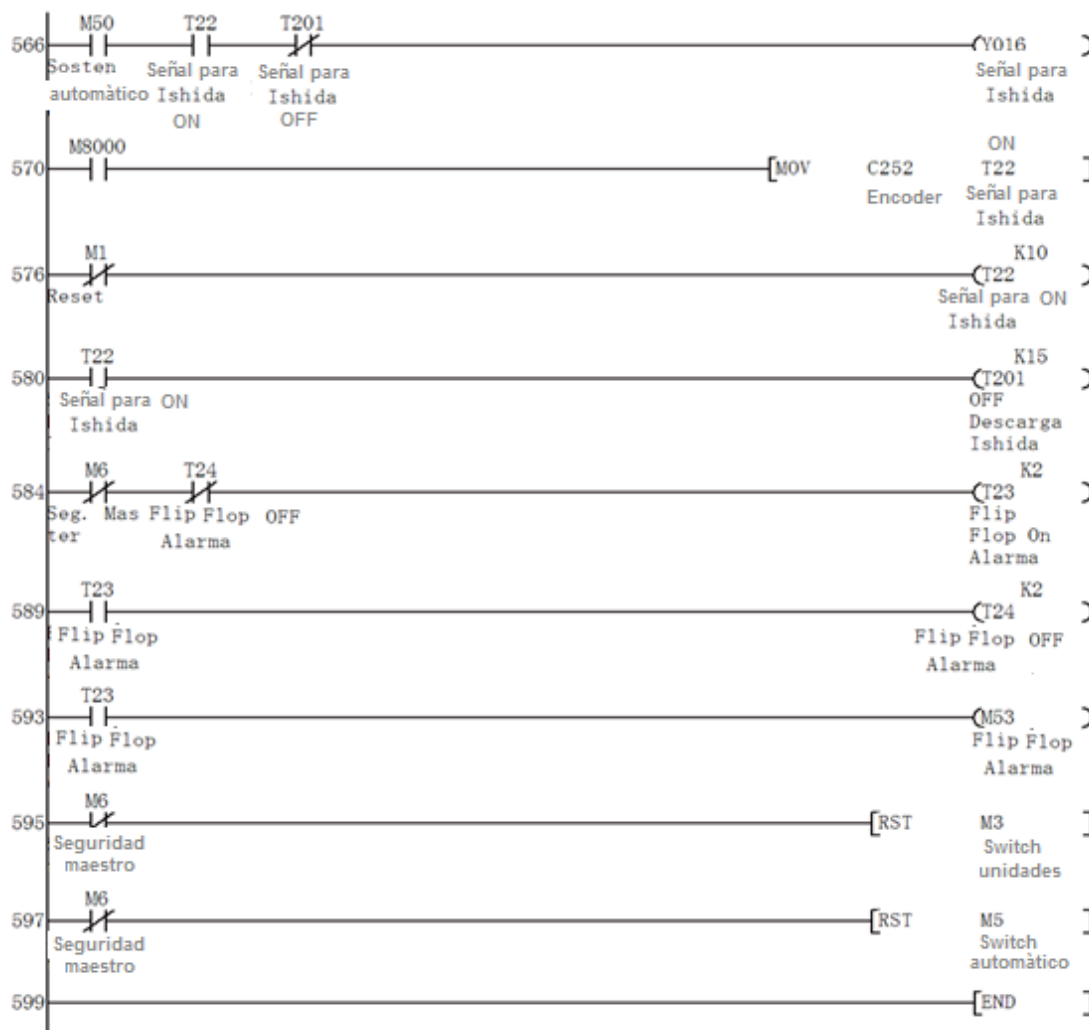 M50 T22 T201
566 Y016
Sosten Señal para Señal para Señal para
automàtico Ishida Ishida Ishida
ON OFF
M8000 ON
570 MOV C252 T22
Encoder Señal para
Ishida
M1 K10
576 T22
Reset Señal para ON
Ishida
T22 K15
580 T201
Señal para ON OFF
Ishida Descarga
Ishida
M6 T24 K2
584 T23
Seg. Mas Flip Flop OFF Flip
ter Alarma Flop On
Alarma
T23 K2
589 T24
Flip Flop Flip Flop OFF
Alarma Alarma
T23
593 M53
Flip Flop Flip Flop
Alarma Alarma
M6
595 RST M3
Seguridad Switch
maestro unidades
M6
597 RST M5
Seguridad Switch
maestro automàtico
599 END